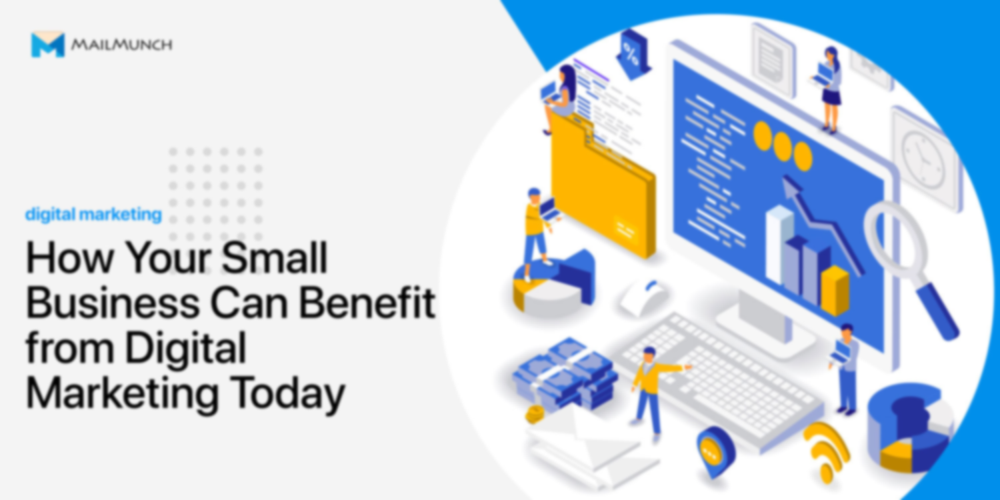 MAILMUNCH
digital marketing
How Your Small
Business Can Benefit
from Digital
Marketing Today
%